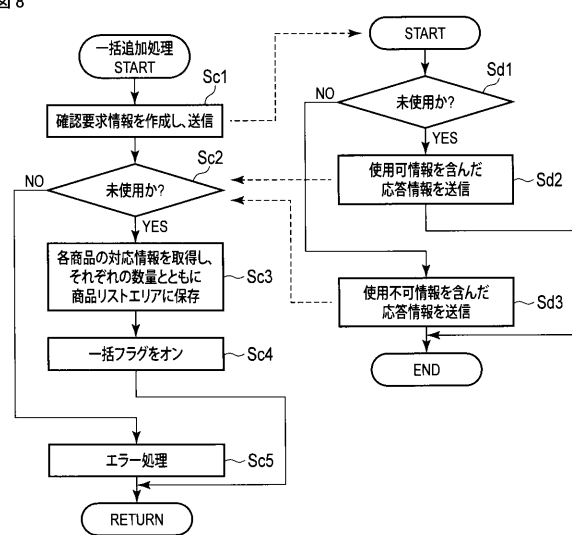 図8
一括追加処理
START
Sc1
確認要求情報を作成し、送信
Sc2
NO
未使用か?
YES
各商品の対応情報を取得し、
それぞれの数量とともに
商品リストエリアに保存
Sc3
一括フラグをオン
Sc4
エラー処理
Sc5
RETURN
START
Sd1
NO
未使用か?
YES
使用可情報を含んだ
応答情報を送信
Sd2
使用不可情報を含んだ
応答情報を送信
Sd3
END